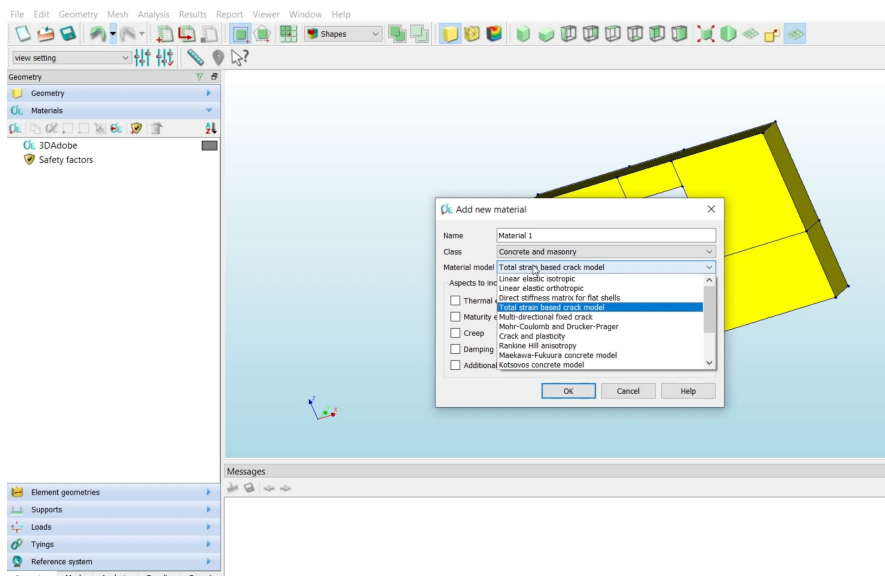 File Edit Geometry Mesh Analysis Results Report Viewer Window Help
Shapes
view setting
Geometry
Geometry
Materials
3DAdobe
Safety factors
Add new material
Name Material 1
Class Concrete and masonry
Material model Total strain based crack model
Linear elastic isotropic
Aspects to inc
Linear elastic orthotropic
Direct stiffness matrix for flat shells
Thermal
Total strain based crack model
Maturity e
Multi-directional fixed crack
Mohr-Coulomb and Drucker-Prager
Creep
Crack and plasticity
Rankine Hill anisotropy
Damping
Maekawa-Fukuura concrete model
Additional
Kotsovos concrete model
OK Cancel Help
Z
X
Messages
Element geometries
Supports
Loads
Tyings
Reference system